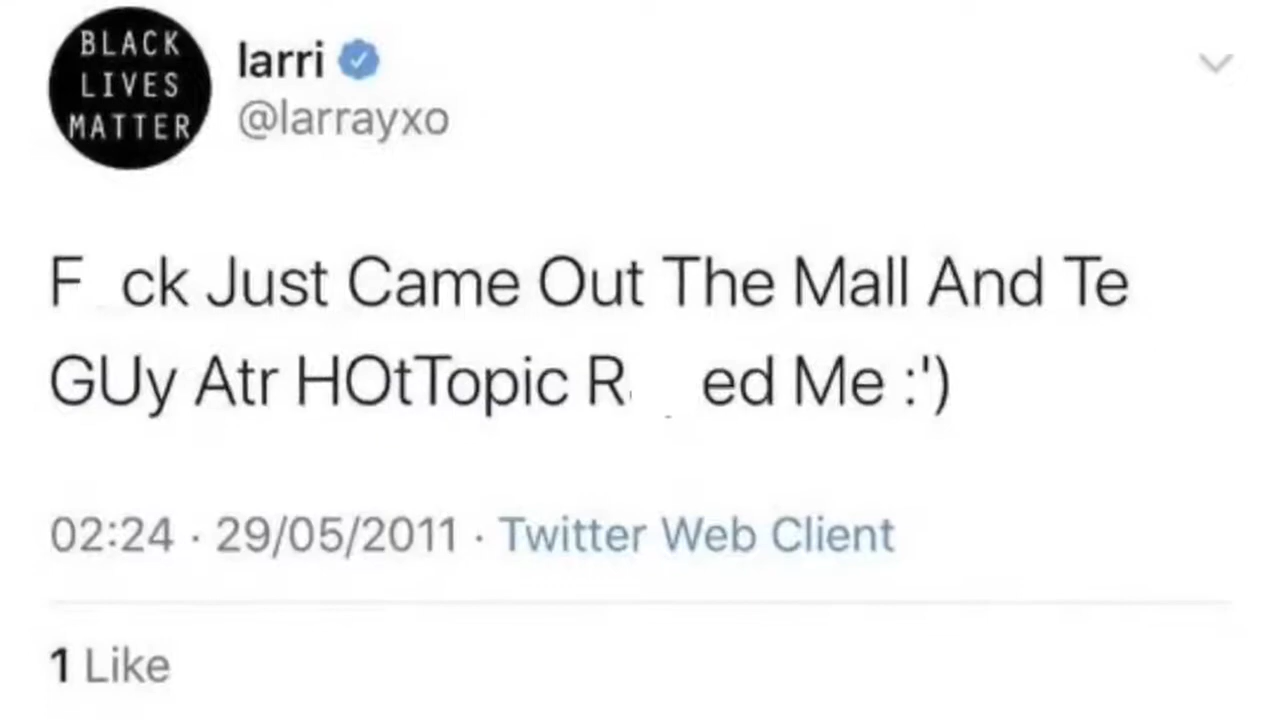 BLACK
LIVES
MATTER
larri
@larrayxo
F ck Just Came Out The Mall And Te
GUy Atr HOtTopic R ed Me :')
02:24 · 29/05/2011 · Twitter Web Client
1 Like